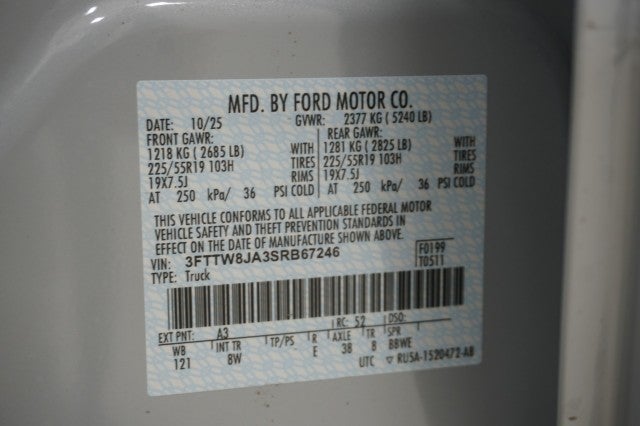 MFD. BY FORD MOTOR CO.
DATE: 10/25 GVWR: 2377 KG ( 5240 LB)
FRONT GAWR: REAR GAWR:
1218 KG ( 2685 LB) WITH 1281 KG ( 2825 LB) WITH
225/55R19 103H TIRES 225/55R19 103H TIRES
19X7.5J RIMS 19X7.5J RIMS
AT 250 kPa/ 36 PSI COLD AT 250 kPa/ 36 PSI COLD
THIS VEHICLE CONFORMS TO ALL APPLICABLE FEDERAL MOTOR
VEHICLE SAFETY AND THEFT PREVENTION STANDARDS IN
EFFECT ON THE DATE OF MANUFACTURE SHOWN ABOVE.
VIN: 3FTTW8JA3SRB67246 F0199
TYPE: Truck T0511
EXT PNT: A3 RC: 52 DSO:
WB INT TR TP/PS R AXLE TR SPR
121 8W E 3B 8 BBWE
UTC ▽ RU5A-1520472-AB